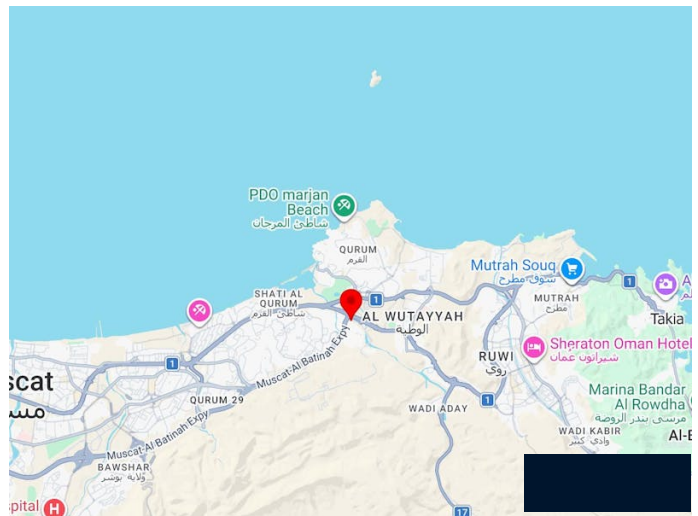 PDO marjan
Beach
شاطئ المرجان
QURUM
القرم
Mutrah Souq
سوق مطرح
MUTRAH
مطرح
Takia
SHATI AL
QURUM
شاطئ القرم
1
AL WUTAYYAH
الوطية
Sheraton Oman Hotel
شيراتون عمان
RUWI
روي
1
scat
QURUM 29
Muscat-Al Batinah Expy
Marina Bandar
Al Rowdha
مرسى بندر الروضة
1
WADI ADAY
WADI KABIR
وادي كبير
Al-B
Muscat-Al Batinah Expy
BAWSHAR
ولاية بوشر
pital
H
17